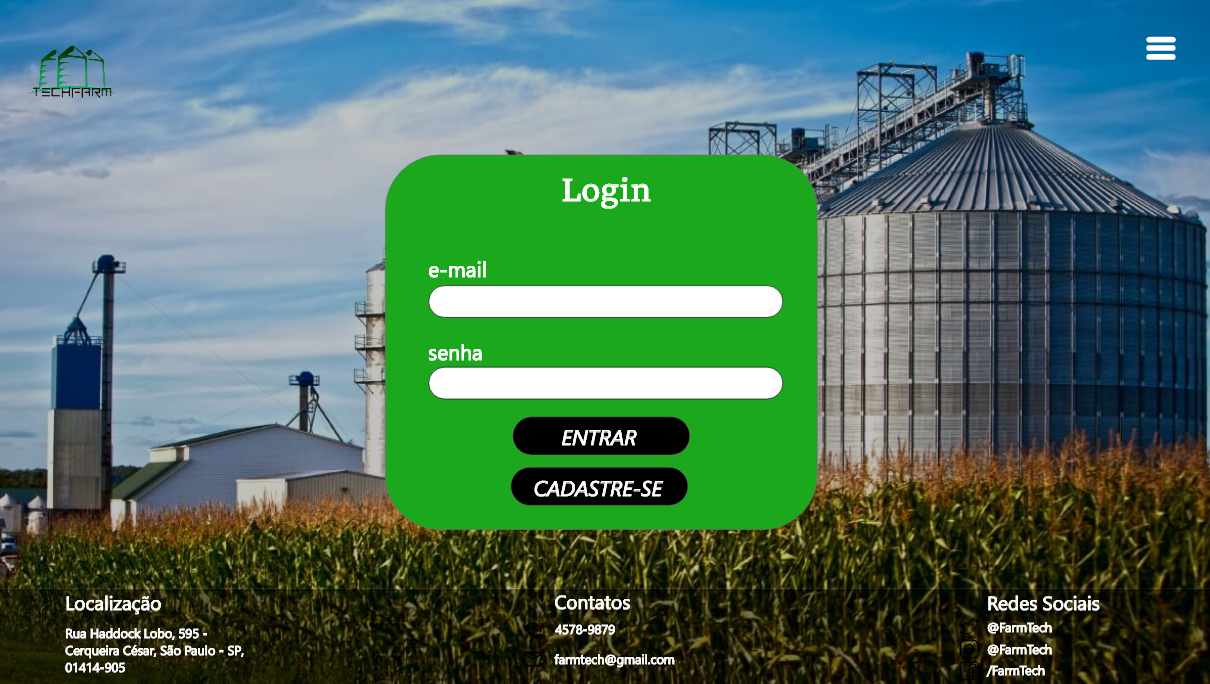 TECHFARM
Login
e-mail
senha
ENTRAR
CADASTRE-SE
Localização
Rua Haddock Lobo, 595 -
Cerqueira César, São Paulo - SP,
01414-905
Contatos
4578-9879
farmtech@gmail.com
Redes Sociais
@FarmTech
@FarmTech
/FarmTech